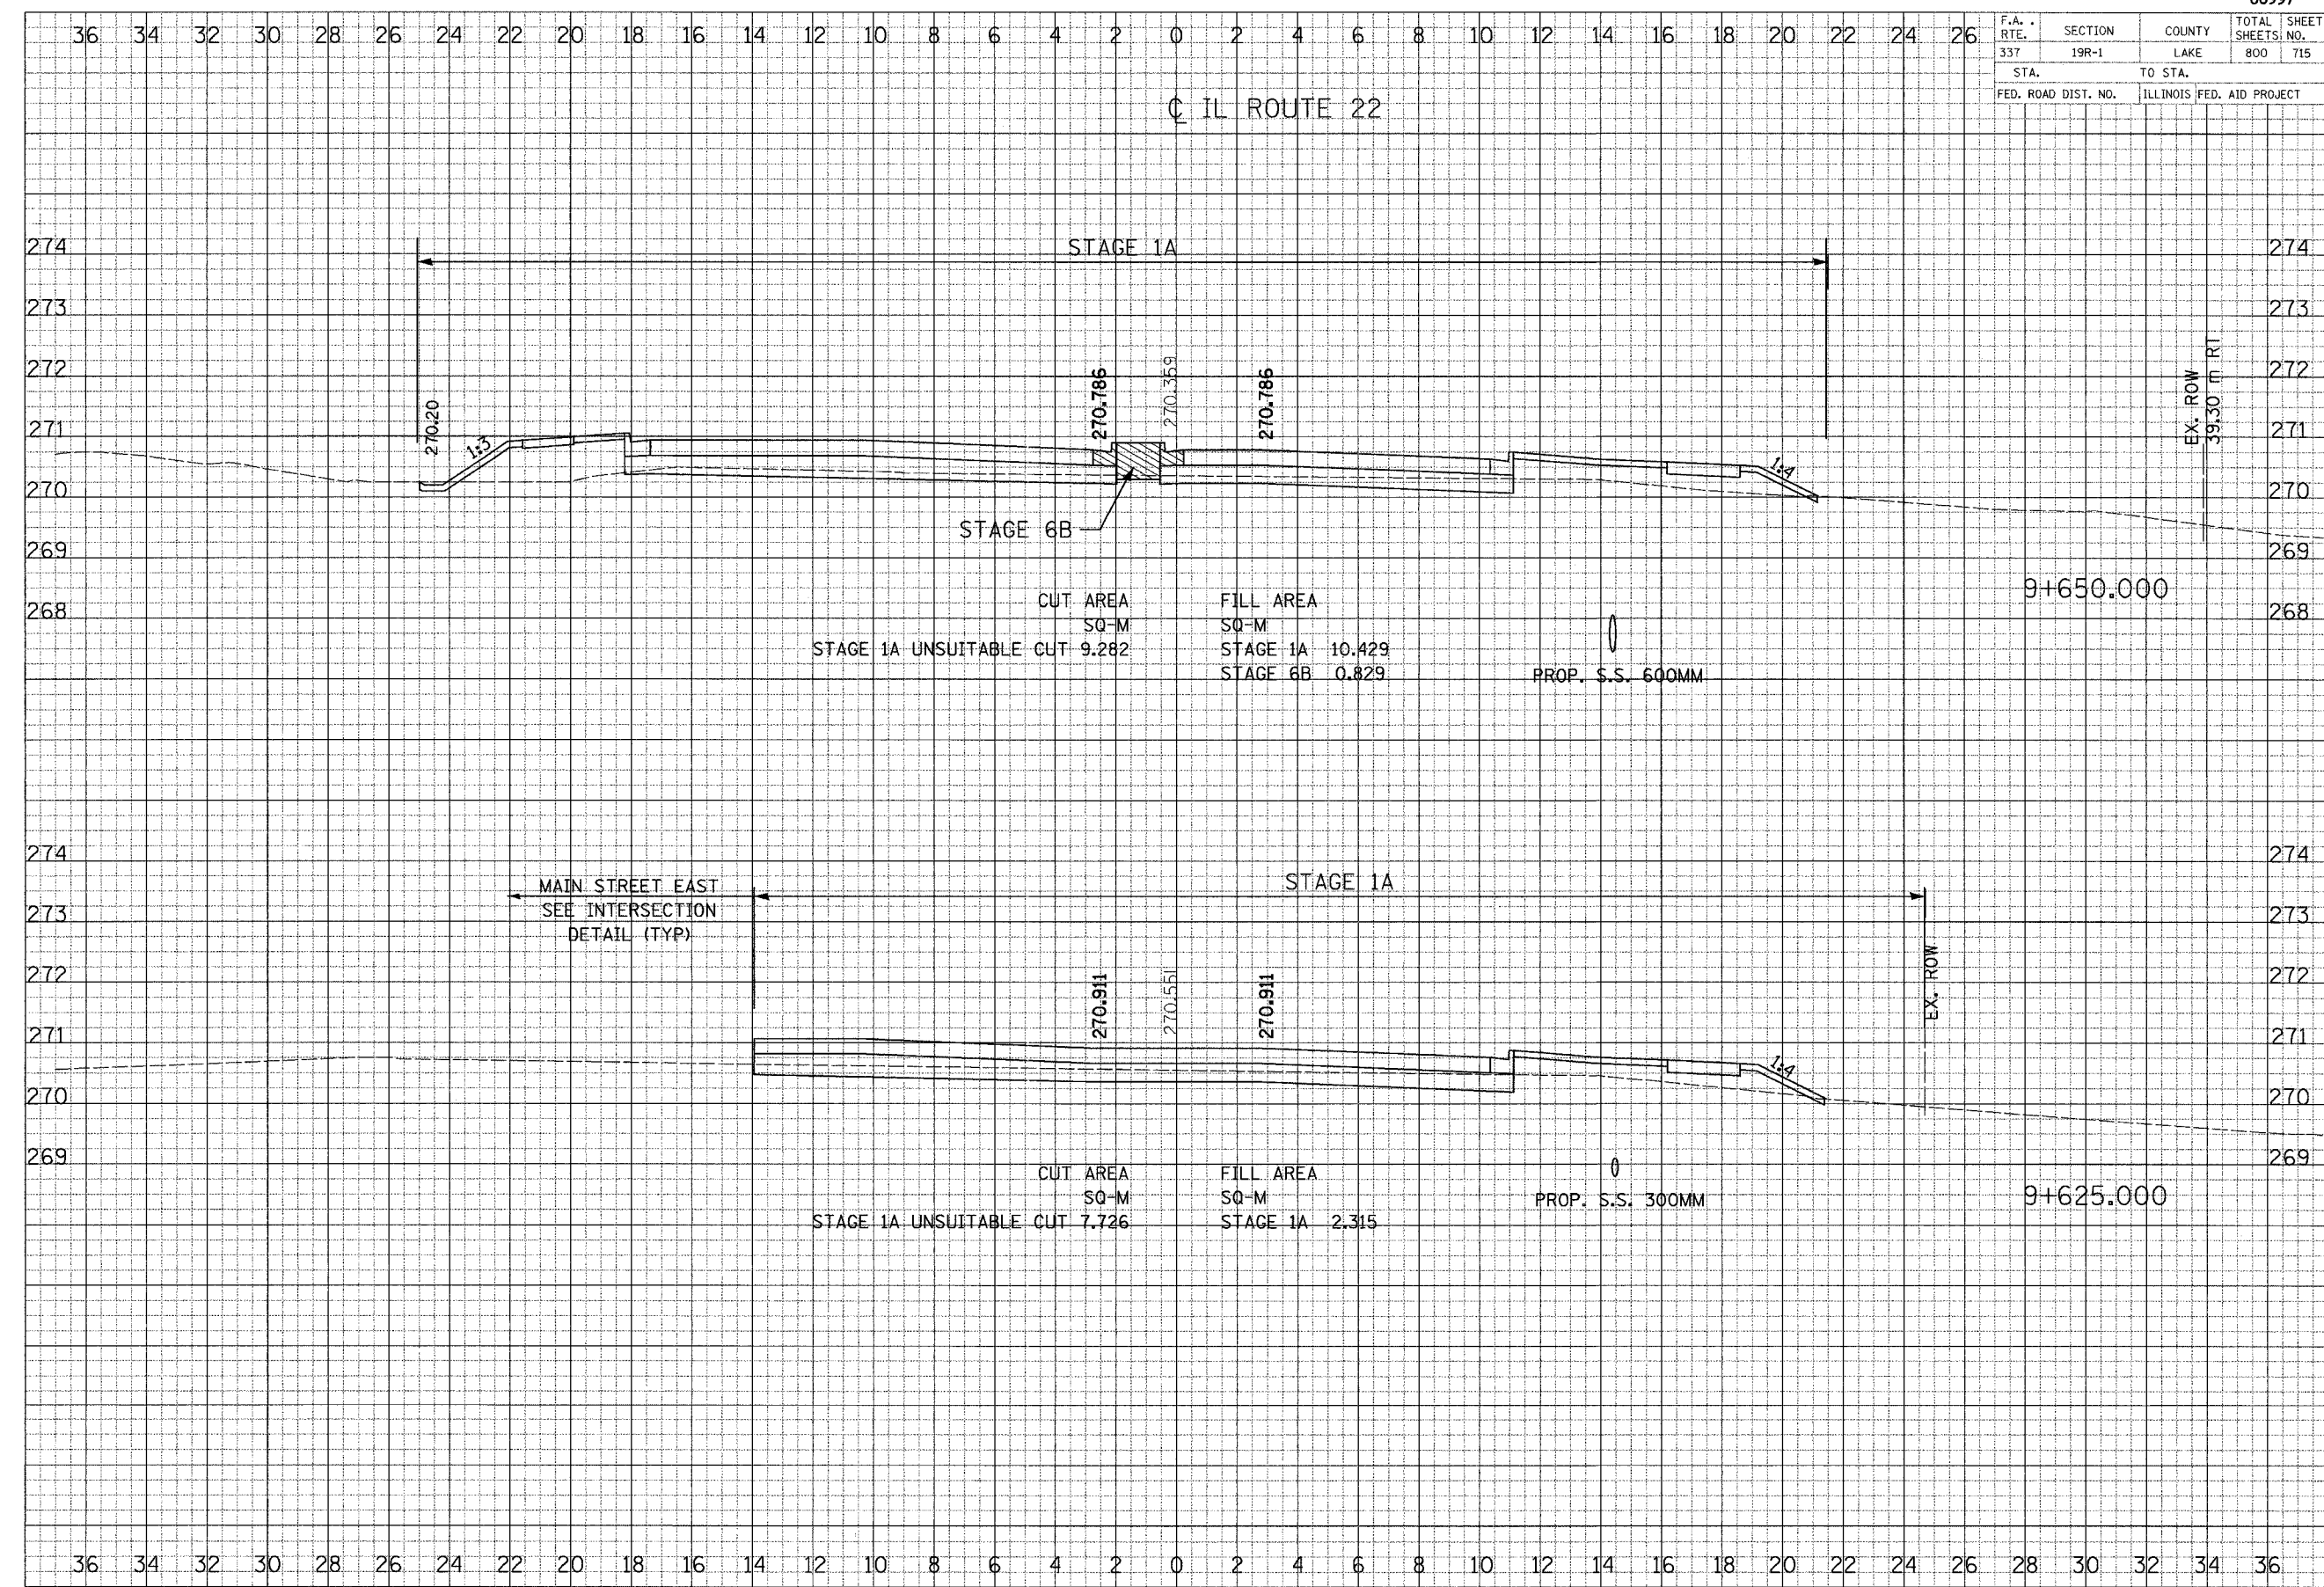 36 34 32 30 28 26 24 22 20 18 16 14 12 10 8 6 4 2 0 2 4 6 8 10 12 14 16 18 20 22 24 26
F.A. . RTE. SECTION COUNTY TOTAL SHEETS SHEET NO.
337 19R-1 LAKE 800 715
STA. TO STA.
FED. ROAD DIST. NO. ILLINOIS FED. AID PROJECT
℄ IL ROUTE 22
274 STAGE 1A 274
273 273
272 272
271 271
270 270
269 269
268 268
270.20
1:3
270.786
270.359
270.786
1:4
EX. ROW
39.30 m RT
STAGE 6B
9+650.000
CUT AREA FILL AREA
SQ-M SQ-M
STAGE 1A UNSUITABLE CUT 9.282 STAGE 1A 10.429
STAGE 6B 0.829
PROP. S.S. 600MM
274 274
273 273
272 272
271 271
270 270
269 269
MAIN STREET EAST
SEE INTERSECTION
DETAIL (TYP)
STAGE 1A
270.911
270.551
270.911
1:4
EX. ROW
9+625.000
CUT AREA FILL AREA
SQ-M SQ-M
STAGE 1A UNSUITABLE CUT 7.726 STAGE 1A 2.315
PROP. S.S. 300MM
36 34 32 30 28 26 24 22 20 18 16 14 12 10 8 6 4 2 0 2 4 6 8 10 12 14 16 18 20 22 24 26 28 30 32 34 36